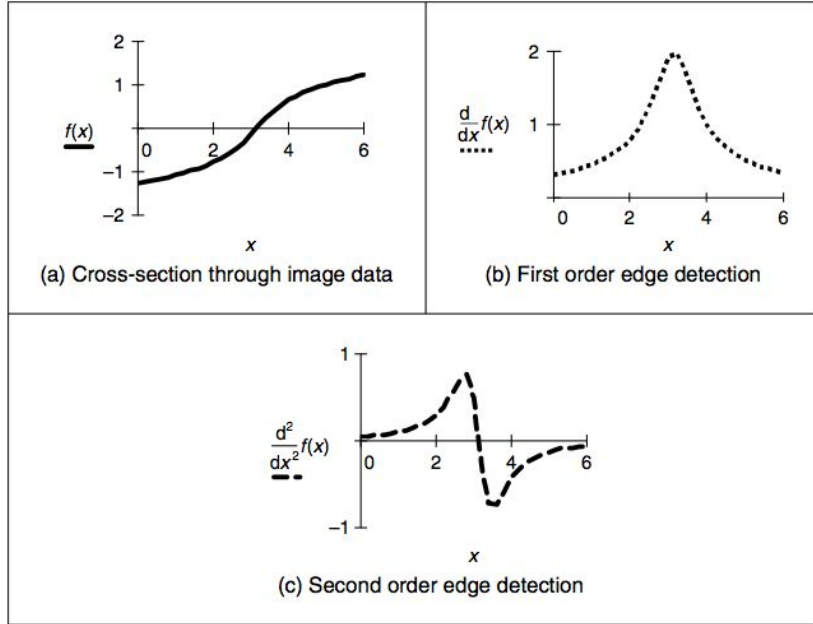 2
1
f(x)
0 2 4 6
−1
−2
x
(a) Cross-section through image data
2
d/dx f(x)
1
0 2 4 6
x
(b) First order edge detection
1
d²/dx² f(x)
0 2 4 6
−1
x
(c) Second order edge detection